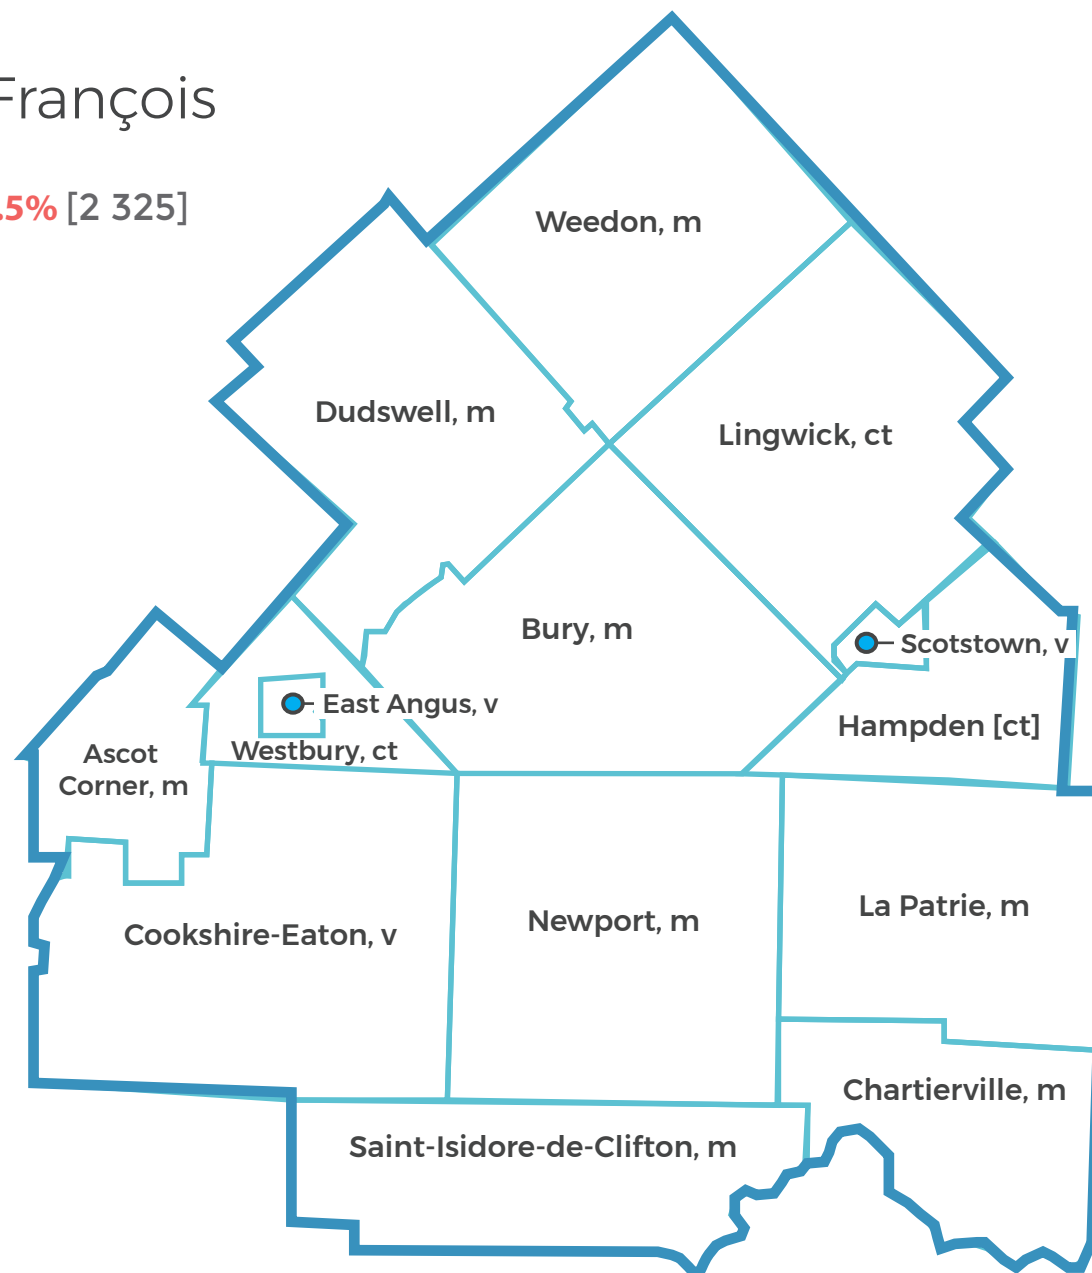 François
.5% [2 325]
Weedon, m
Dudswell, m
Lingwick, ct
Bury, m
Scotstown, v
East Angus, v
Hampden [ct]
Westbury, ct
Ascot
Corner, m
La Patrie, m
Newport, m
Cookshire-Eaton, v
Chartierville, m
Saint-Isidore-de-Clifton, m